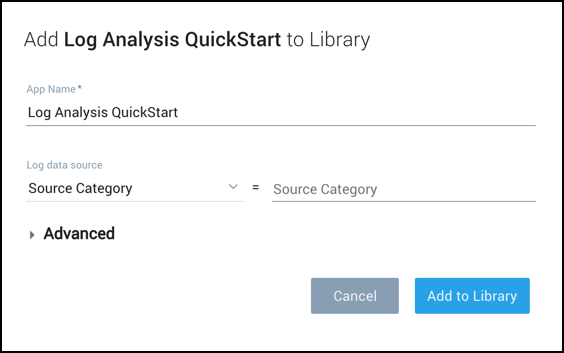 Add Log Analysis QuickStart to Library
App Name*
Log Analysis QuickStart
Log data source
Source Category = Source Category
Advanced
Cancel Add to Library